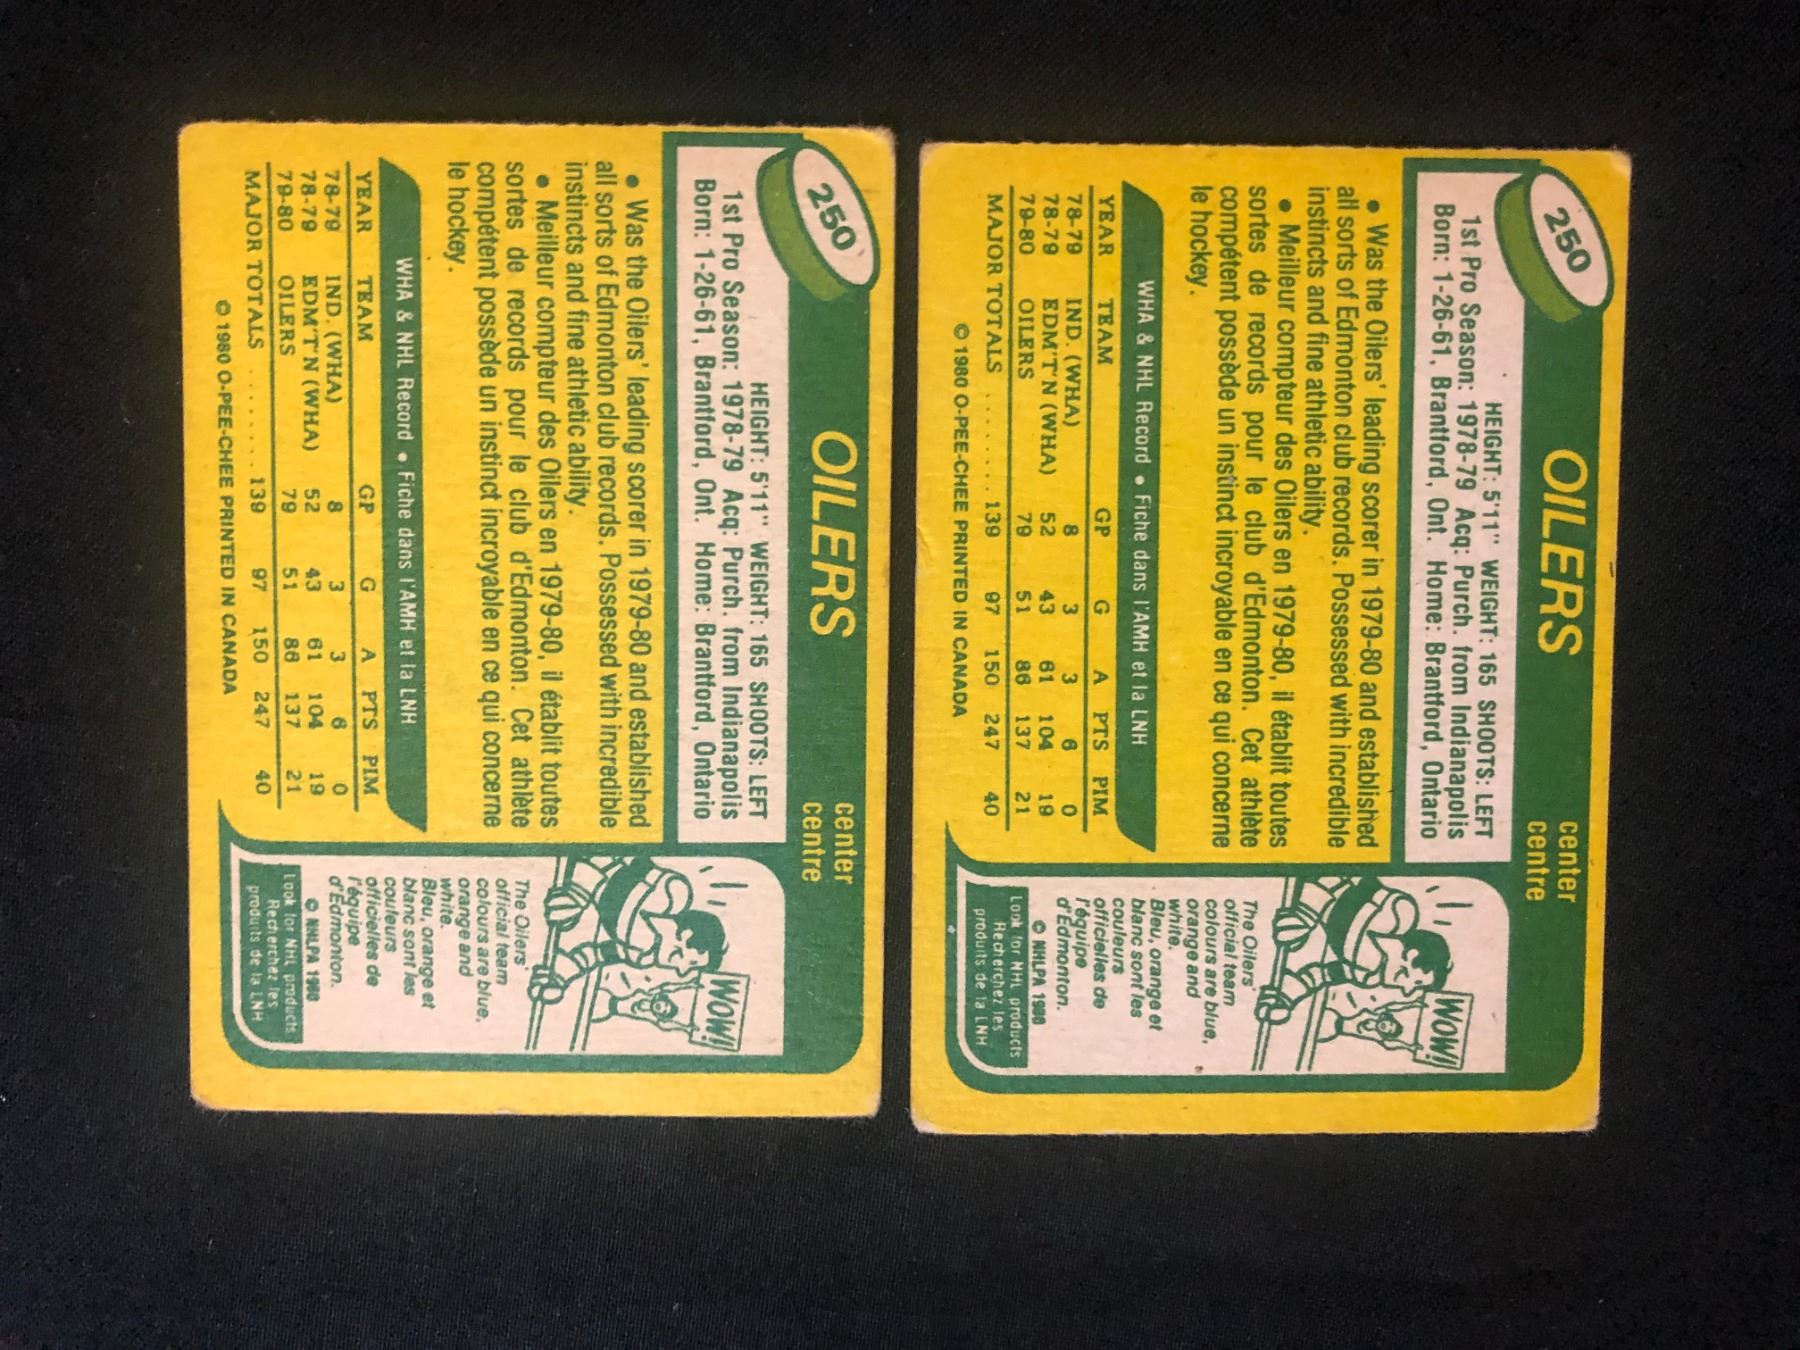 250
OILERS
center
centre
HEIGHT: 5'11" WEIGHT: 165 SHOOTS: LEFT
1st Pro Season: 1978-79 Acq: Purch. from Indianapolis
Born: 1-26-61, Brantford, Ont. Home: Brantford, Ontario
• Was the Oilers' leading scorer in 1979-80 and established
all sorts of Edmonton club records. Possessed with incredible
instincts and fine athletic ability.
• Meilleur compteur des Oilers en 1979-80, il établit toutes
sortes de records pour le club d'Edmonton. Cet athlète
compétent possède un instinct incroyable en ce qui concerne
le hockey.
WHA & NHL Record • Fiche dans l'AMH et la LNH
YEAR TEAM GP G A PTS PIM
78-79 IND. (WHA) 8 3 3 6 0
78-79 EDM'T'N (WHA) 52 43 61 104 19
79-80 OILERS 79 51 86 137 21
MAJOR TOTALS ....... 139 97 150 247 40
© 1980 O-PEE-CHEE PRINTED IN CANADA
WOW!
The Oilers'
official team
colours are blue,
orange and
white.
Bleu, orange et
blanc sont les
couleurs
officielles de
l'équipe
d'Edmonton.
© NHLPA 1980
Look for NHL products
Recherchez les
produits de la LNH
250
OILERS
center
centre
HEIGHT: 5'11" WEIGHT: 165 SHOOTS: LEFT
1st Pro Season: 1978-79 Acq: Purch. from Indianapolis
Born: 1-26-61, Brantford, Ont. Home: Brantford, Ontario
• Was the Oilers' leading scorer in 1979-80 and established
all sorts of Edmonton club records. Possessed with incredible
instincts and fine athletic ability.
• Meilleur compteur des Oilers en 1979-80, il établit toutes
sortes de records pour le club d'Edmonton. Cet athlète
compétent possède un instinct incroyable en ce qui concerne
le hockey.
WHA & NHL Record • Fiche dans l'AMH et la LNH
YEAR TEAM GP G A PTS PIM
78-79 IND. (WHA) 8 3 3 6 0
78-79 EDM'T'N (WHA) 52 43 61 104 19
79-80 OILERS 79 51 86 137 21
MAJOR TOTALS ....... 139 97 150 247 40
© 1980 O-PEE-CHEE PRINTED IN CANADA
WOW!
The Oilers'
official team
colours are blue,
orange and
white.
Bleu, orange et
blanc sont les
couleurs
officielles de
l'équipe
d'Edmonton.
© NHLPA 1980
Look for NHL products
Recherchez les
produits de la LNH